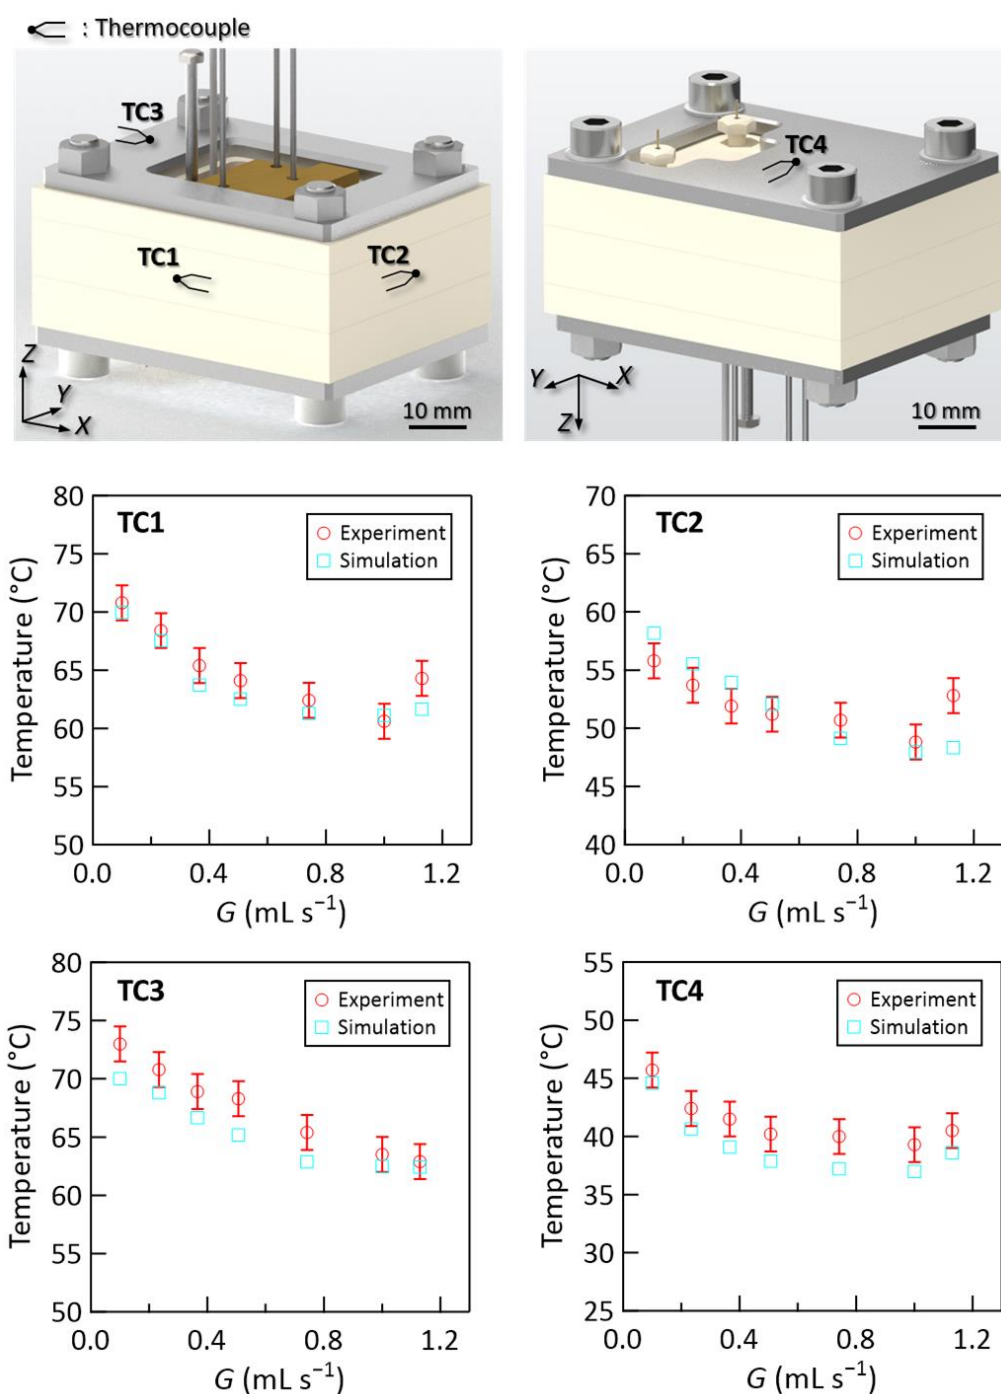 : Thermocouple
TC3
TC1
TC2
Z
Y
X
10 mm
TC4
Y
X
Z
10 mm
TC1
Experiment
Simulation
80
75
70
65
60
55
50
0.0 0.4 0.8 1.2
Temperature (°C)
G (mL s⁻¹)
TC2
Experiment
Simulation
70
65
60
55
50
45
40
0.0 0.4 0.8 1.2
Temperature (°C)
G (mL s⁻¹)
TC3
Experiment
Simulation
80
75
70
65
60
55
50
0.0 0.4 0.8 1.2
Temperature (°C)
G (mL s⁻¹)
TC4
Experiment
Simulation
55
50
45
40
35
30
25
0.0 0.4 0.8 1.2
Temperature (°C)
G (mL s⁻¹)